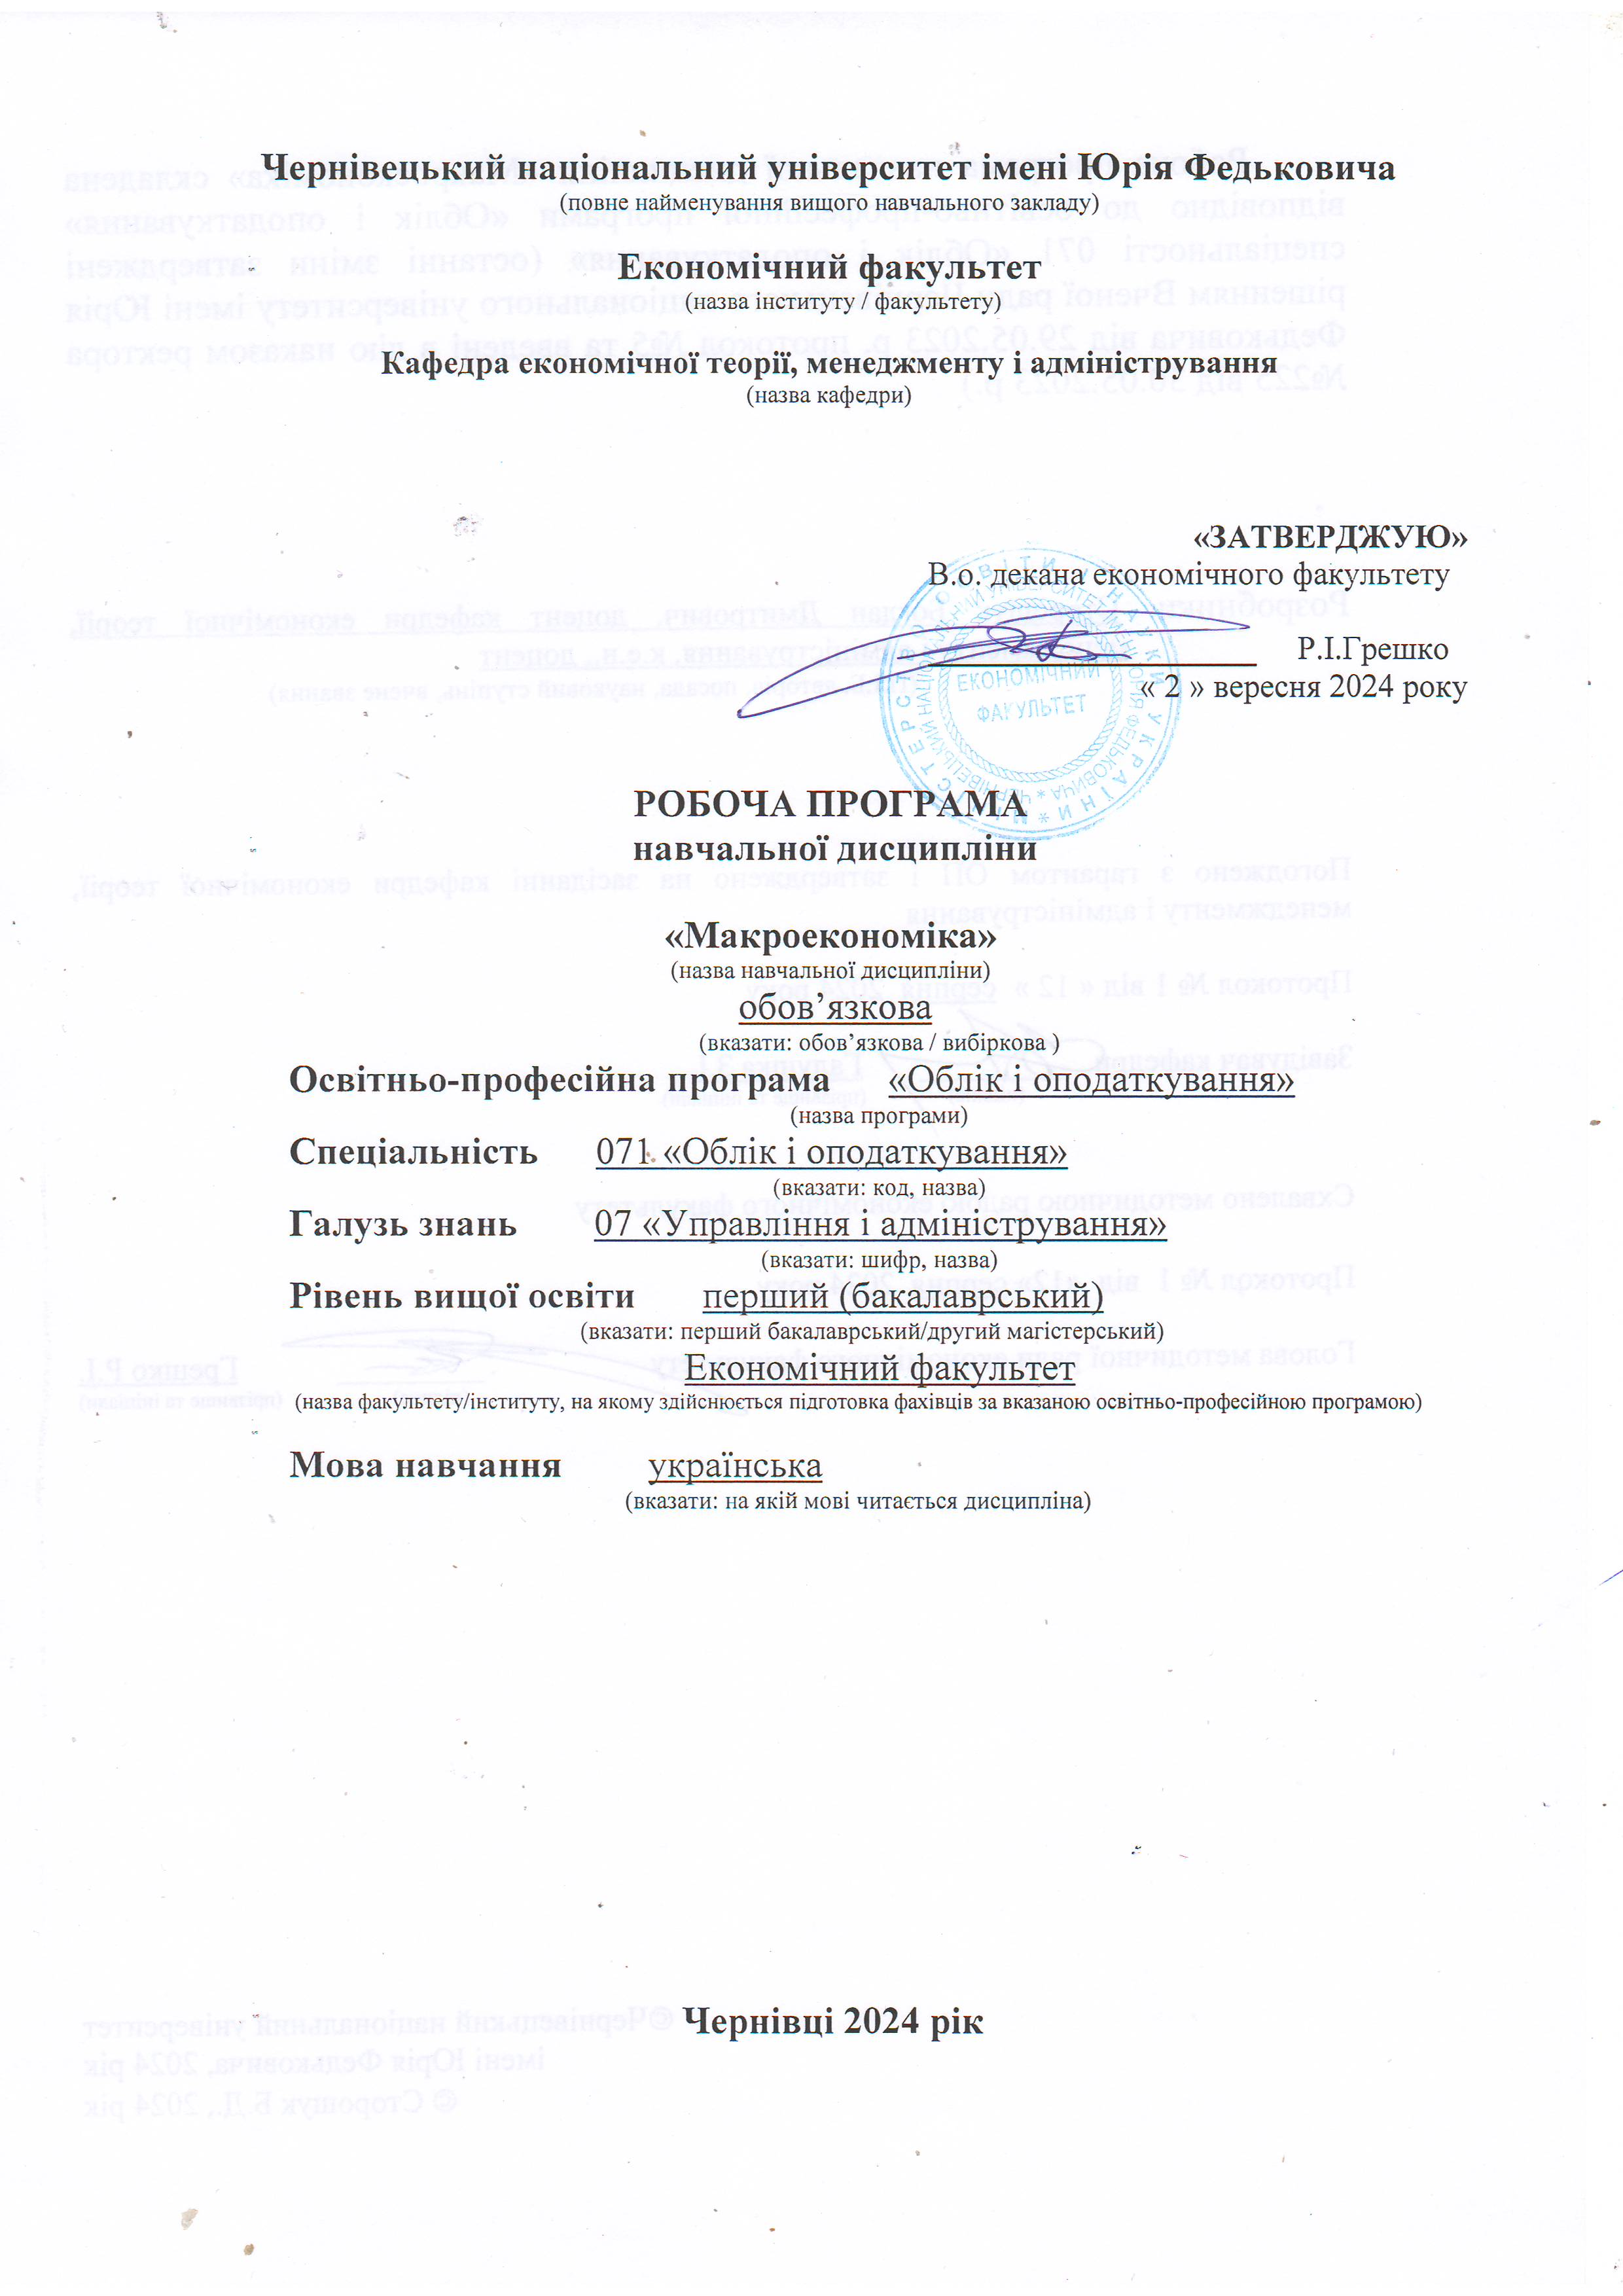 Чернівецький національний університет імені Юрія Федьковича
(повне найменування вищого навчального закладу)
Економічний факультет
(назва інституту / факультету)
Кафедра економічної теорії, менеджменту і адміністрування
(назва кафедри)
«ЗАТВЕРДЖУЮ»
В.о. декана економічного факультету
Р.І.Грешко
« 2 » вересня 2024 року
ЕКОНОМІЧНИЙ
ФАКУЛЬТЕТ
РОБОЧА ПРОГРАМА
навчальної дисципліни
«Макроекономіка»
(назва навчальної дисципліни)
обов’язкова
(вказати: обов’язкова / вибіркова )
Освітньо-професійна програма «Облік і оподаткування»
(назва програми)
Спеціальність 071 «Облік і оподаткування»
(вказати: код, назва)
Галузь знань 07 «Управління і адміністрування»
(вказати: шифр, назва)
Рівень вищої освіти перший (бакалаврський)
(вказати: перший бакалаврський/другий магістерський)
Економічний факультет
(назва факультету/інституту, на якому здійснюється підготовка фахівців за вказаною освітньо-професійною програмою)
Мова навчання українська
(вказати: на якій мові читається дисципліна)
Чернівці 2024 рік